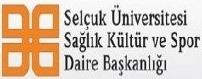 Selçuk Üniversitesi
Sağlık Kültür ve Spor
Daire Başkanlığı